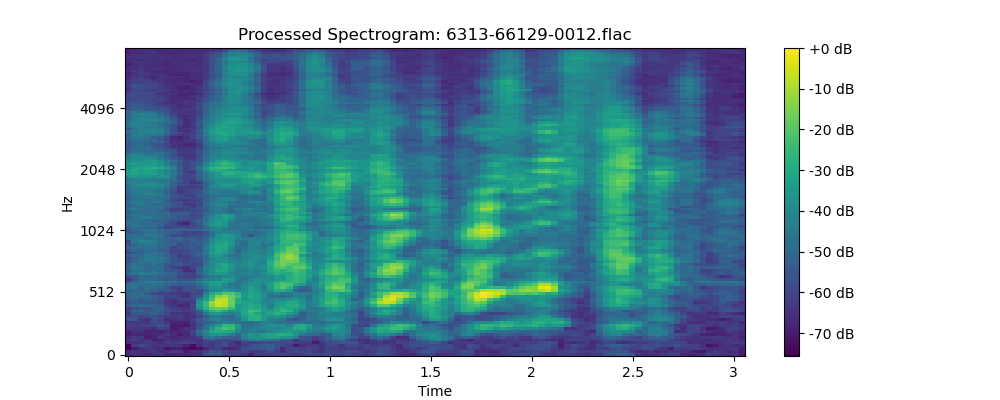 Processed Spectrogram: 6313-66129-0012.flac
Hz
4096
2048
1024
512
0
0 0.5 1 1.5 2 2.5 3
Time
+0 dB
-10 dB
-20 dB
-30 dB
-40 dB
-50 dB
-60 dB
-70 dB